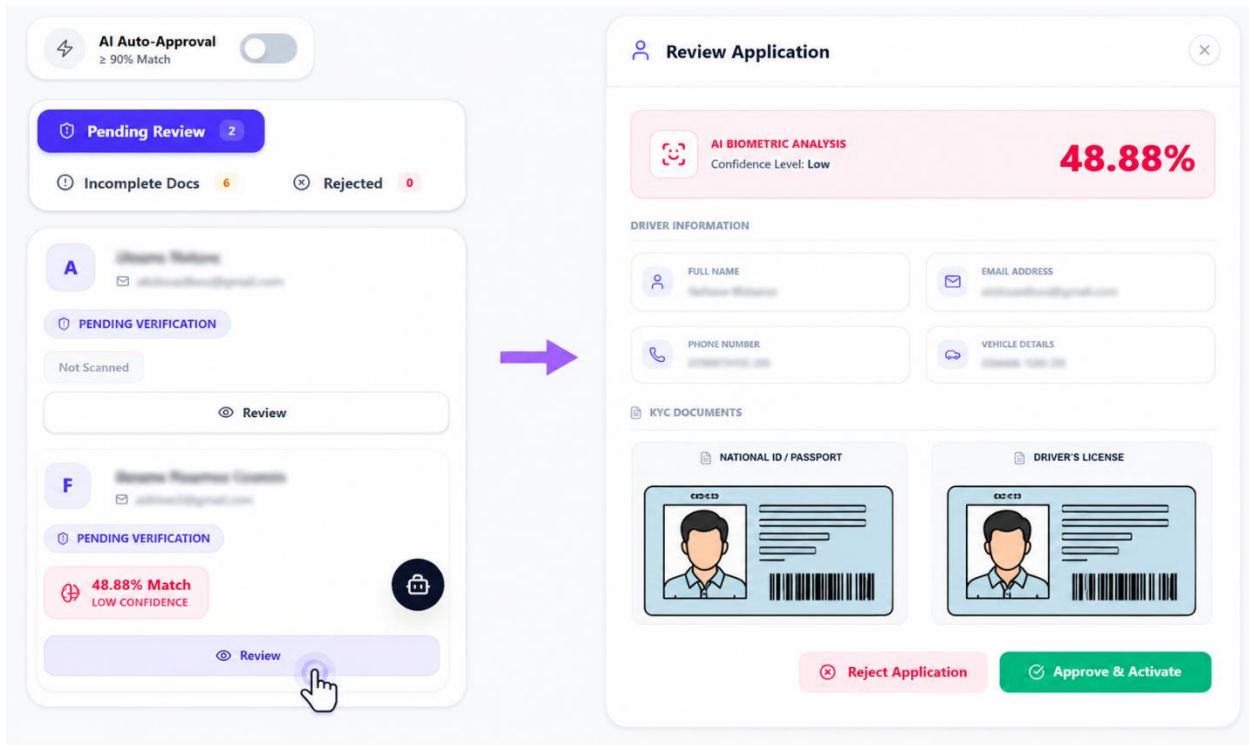 AI Auto-Approval
≥ 90% Match
Pending Review 2
Incomplete Docs 6
Rejected 0
A
PENDING VERIFICATION
Not Scanned
Review
F
PENDING VERIFICATION
48.88% Match
LOW CONFIDENCE
Review
Review Application
AI BIOMETRIC ANALYSIS
Confidence Level: Low
48.88%
DRIVER INFORMATION
FULL NAME
EMAIL ADDRESS
PHONE NUMBER
VEHICLE DETAILS
KYC DOCUMENTS
NATIONAL ID / PASSPORT
DRIVER'S LICENSE
Reject Application
Approve & Activate